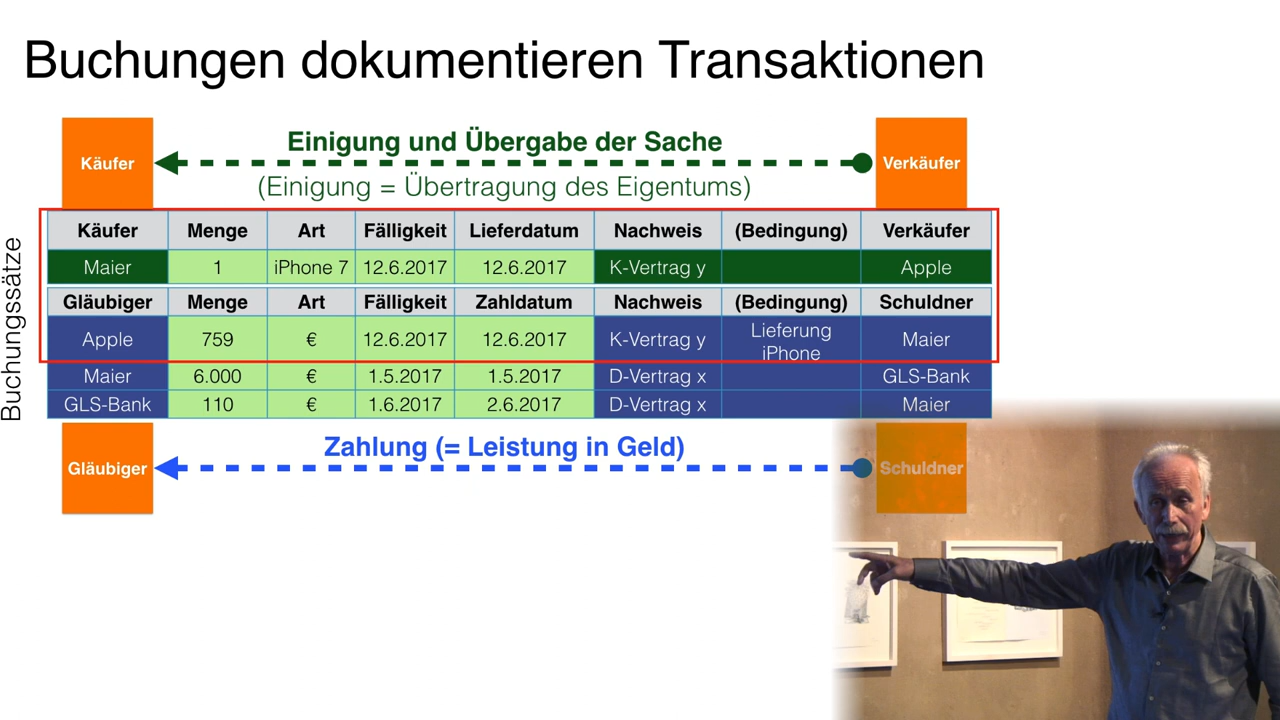 Buchungen dokumentieren Transaktionen
Käufer
Einigung und Übergabe der Sache
(Einigung = Übertragung des Eigentums)
Verkäufer
Buchungssätze
Käufer Menge Art Fälligkeit Lieferdatum Nachweis (Bedingung) Verkäufer
Maier 1 iPhone 7 12.6.2017 12.6.2017 K-Vertrag y Apple
Gläubiger Menge Art Fälligkeit Zahldatum Nachweis (Bedingung) Schuldner
Apple 759 € 12.6.2017 12.6.2017 K-Vertrag y Lieferung iPhone Maier
Maier 6.000 € 1.5.2017 1.5.2017 D-Vertrag x GLS-Bank
GLS-Bank 110 € 1.6.2017 2.6.2017 D-Vertrag x Maier
Gläubiger
Zahlung (= Leistung in Geld)
Schuldner